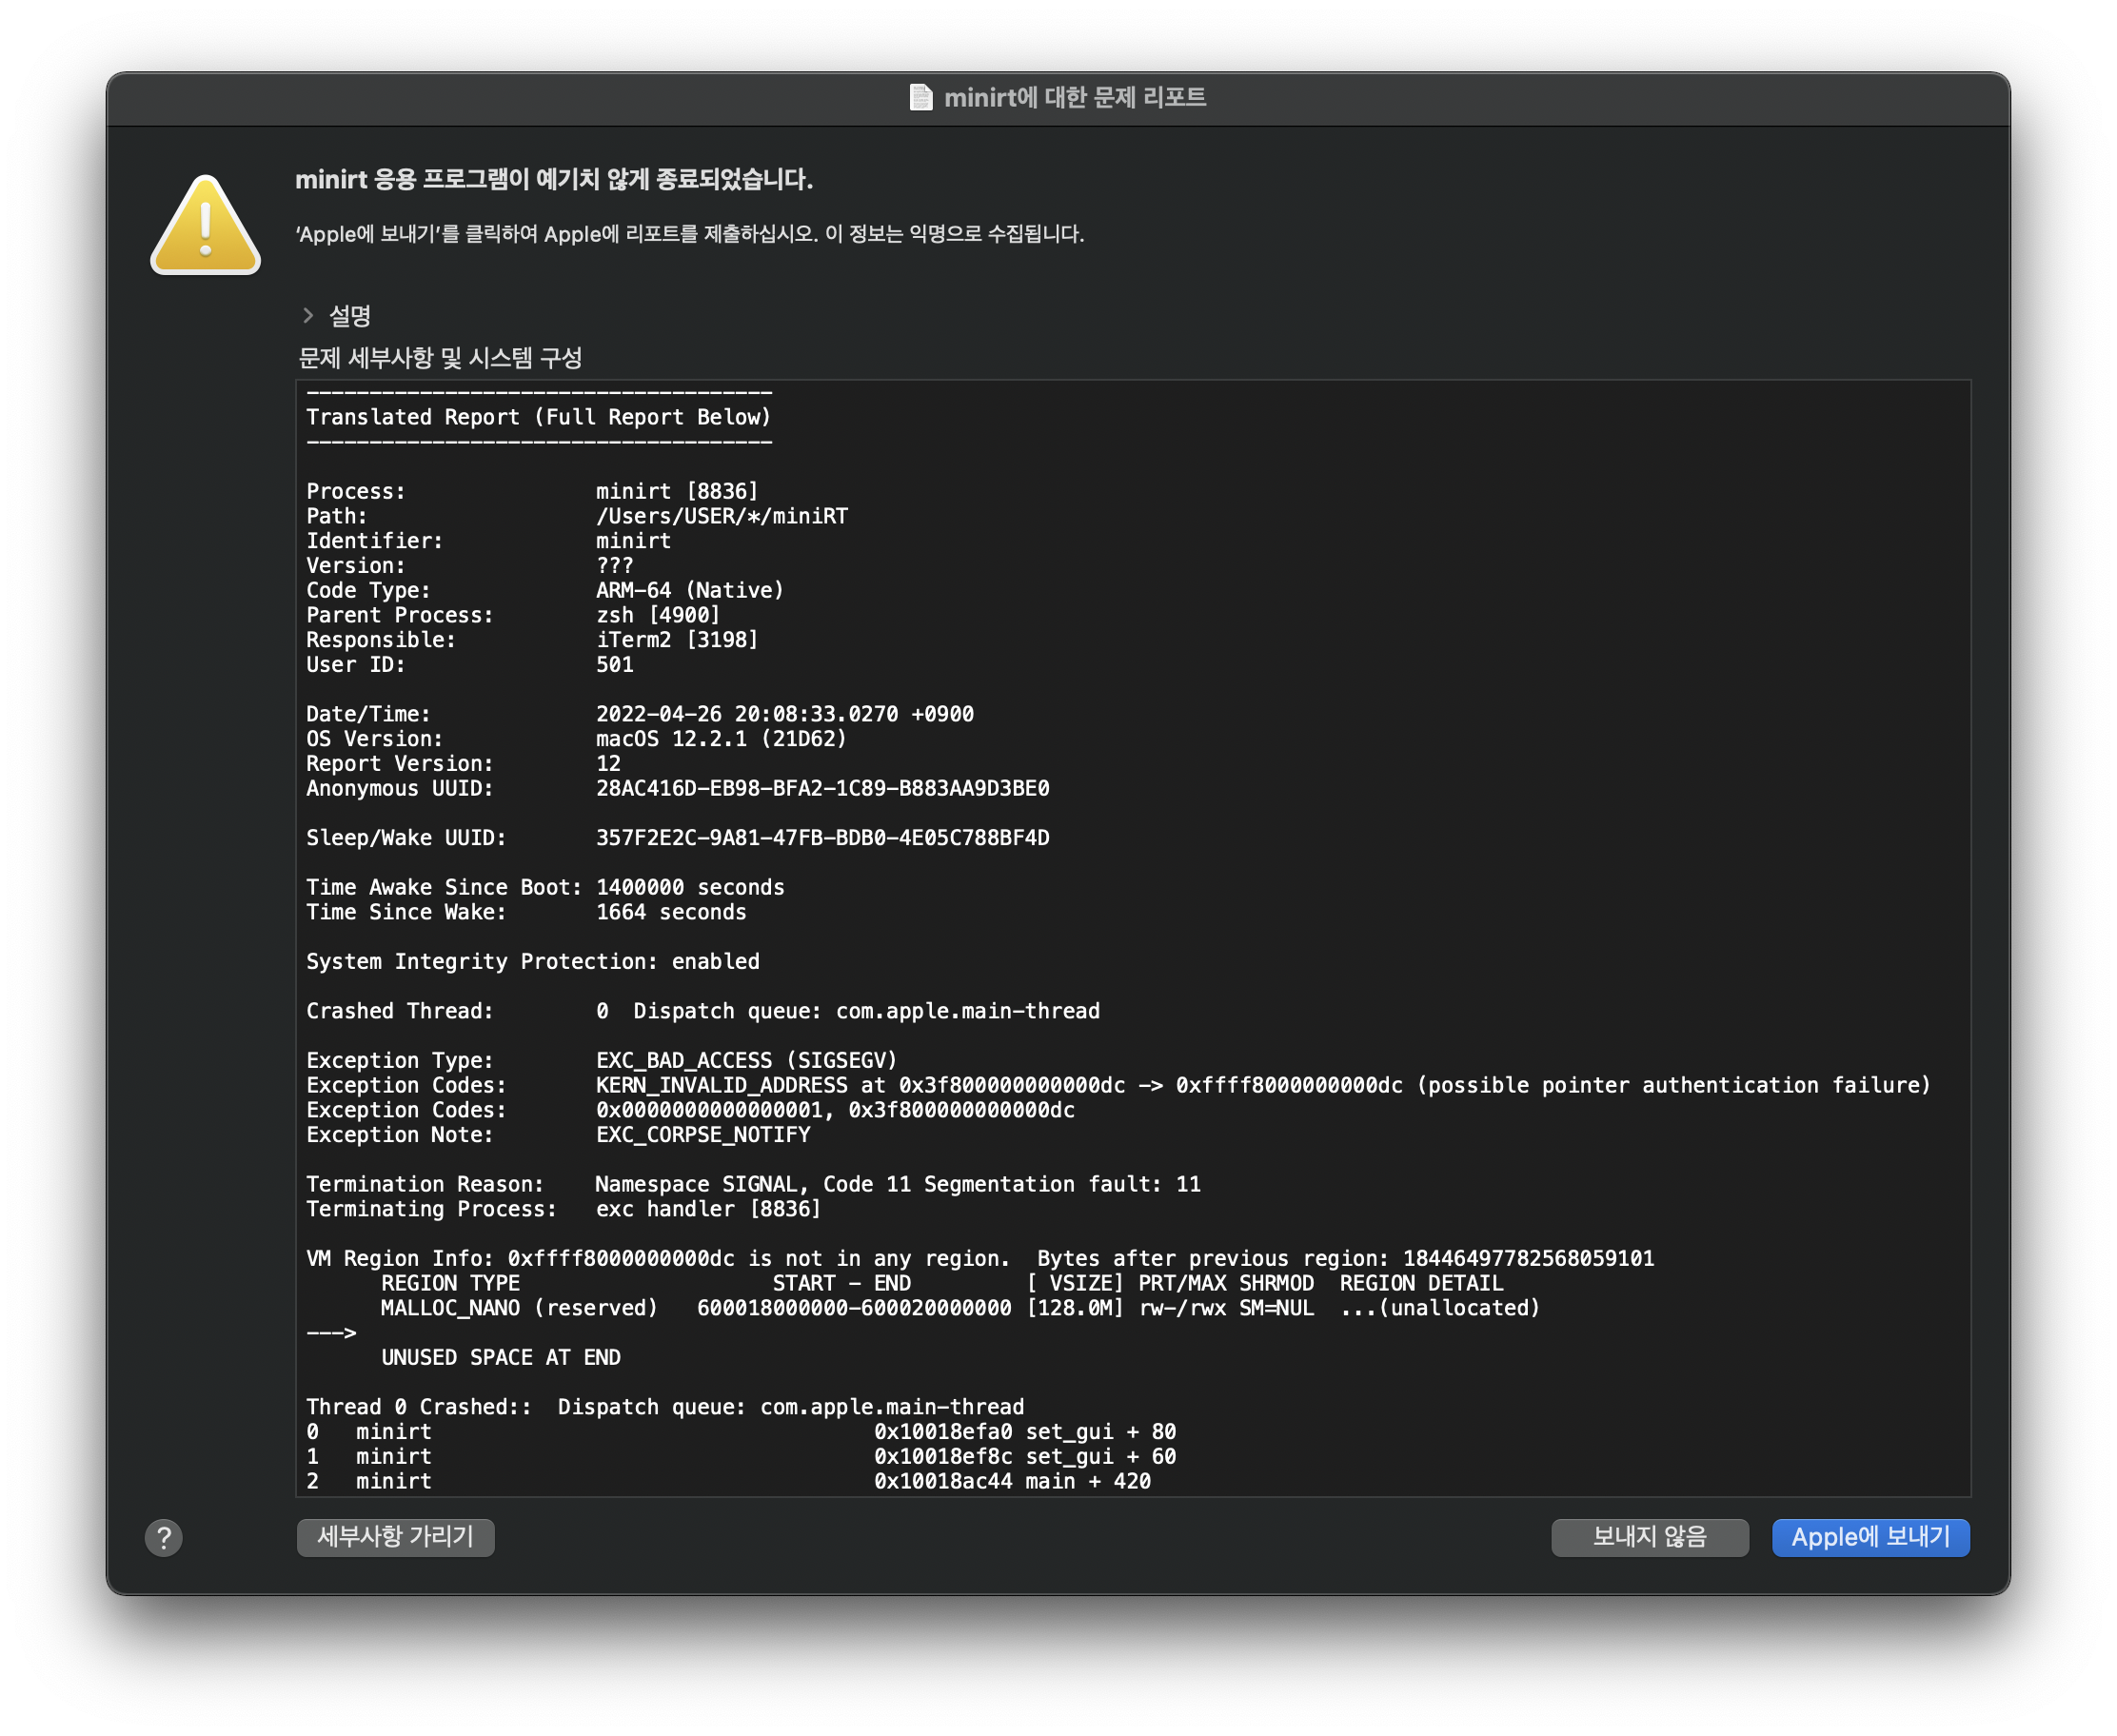 minirt에 대한 문제 리포트
minirt 응용 프로그램이 예기치 않게 종료되었습니다.
‘Apple에 보내기’를 클릭하여 Apple에 리포트를 제출하십시오. 이 정보는 익명으로 수집됩니다.
설명
문제 세부사항 및 시스템 구성
-------------------------------------
Translated Report (Full Report Below)
-------------------------------------
Process: minirt [8836]
Path: /Users/USER/*/miniRT
Identifier: minirt
Version: ???
Code Type: ARM-64 (Native)
Parent Process: zsh [4900]
Responsible: iTerm2 [3198]
User ID: 501
Date/Time: 2022-04-26 20:08:33.0270 +0900
OS Version: macOS 12.2.1 (21D62)
Report Version: 12
Anonymous UUID: 28AC416D-EB98-BFA2-1C89-B883AA9D3BE0
Sleep/Wake UUID: 357F2E2C-9A81-47FB-BDB0-4E05C788BF4D
Time Awake Since Boot: 1400000 seconds
Time Since Wake: 1664 seconds
System Integrity Protection: enabled
Crashed Thread: 0 Dispatch queue: com.apple.main-thread
Exception Type: EXC_BAD_ACCESS (SIGSEGV)
Exception Codes: KERN_INVALID_ADDRESS at 0x3f800000000000dc -> 0xffff8000000000dc (possible pointer authentication failure)
Exception Codes: 0x0000000000000001, 0x3f800000000000dc
Exception Note: EXC_CORPSE_NOTIFY
Termination Reason: Namespace SIGNAL, Code 11 Segmentation fault: 11
Terminating Process: exc handler [8836]
VM Region Info: 0xffff8000000000dc is not in any region. Bytes after previous region: 18446497782568059101
REGION TYPE START - END [ VSIZE] PRT/MAX SHRMOD REGION DETAIL
MALLOC_NANO (reserved) 600018000000-600020000000 [128.0M] rw-/rwx SM=NUL ...(unallocated)
--->
UNUSED SPACE AT END
Thread 0 Crashed:: Dispatch queue: com.apple.main-thread
0 minirt 0x10018efa0 set_gui + 80
1 minirt 0x10018ef8c set_gui + 60
2 minirt 0x10018ac44 main + 420
? 세부사항 가리기 보내지 않음 Apple에 보내기